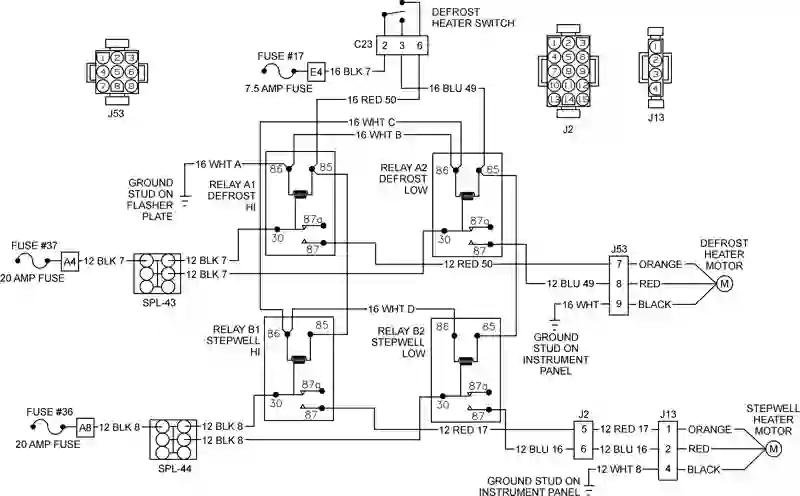 DEFROST
HEATER SWITCH
C23 2 3 6
FUSE #17
E4
16 BLK 7
7.5 AMP FUSE
16 BLU 49
16 RED 50
16 WHT C
16 WHT B
1 2 3
4 5 6
7 8 9
J53
1 2 3
4 5 6
7 8 9
10 11 12
13 14 15
J2
1
2
3
4
J13
16 WHT A
GROUND
STUD ON
FLASHER
PLATE
86 85
RELAY A1
DEFROST
HI
87a
30
87
RELAY A2
DEFROST
LOW
86 85
87a
30
87
FUSE #37
A4
20 AMP FUSE
12 BLK 7
12 BLK 7
12 BLK 7
SPL-43
12 RED 50
12 BLU 49
16 WHT
J53
7
8
9
ORANGE
RED
BLACK
DEFROST
HEATER
MOTOR
M
GROUND
STUD ON
INSTRUMENT
PANEL
16 WHT D
RELAY B1
STEPWELL
HI
86 85
87a
30
87
RELAY B2
STEPWELL
LOW
86 85
87a
30
87
FUSE #36
A8
20 AMP FUSE
12 BLK 8
12 BLK 8
12 BLK 8
SPL-44
12 RED 17
12 BLU 16
J2
5
6
12 RED 17
12 BLU 16
12 WHT 8
J13
1
2
4
ORANGE
RED
BLACK
STEPWELL
HEATER
MOTOR
M
GROUND STUD ON
INSTRUMENT PANEL